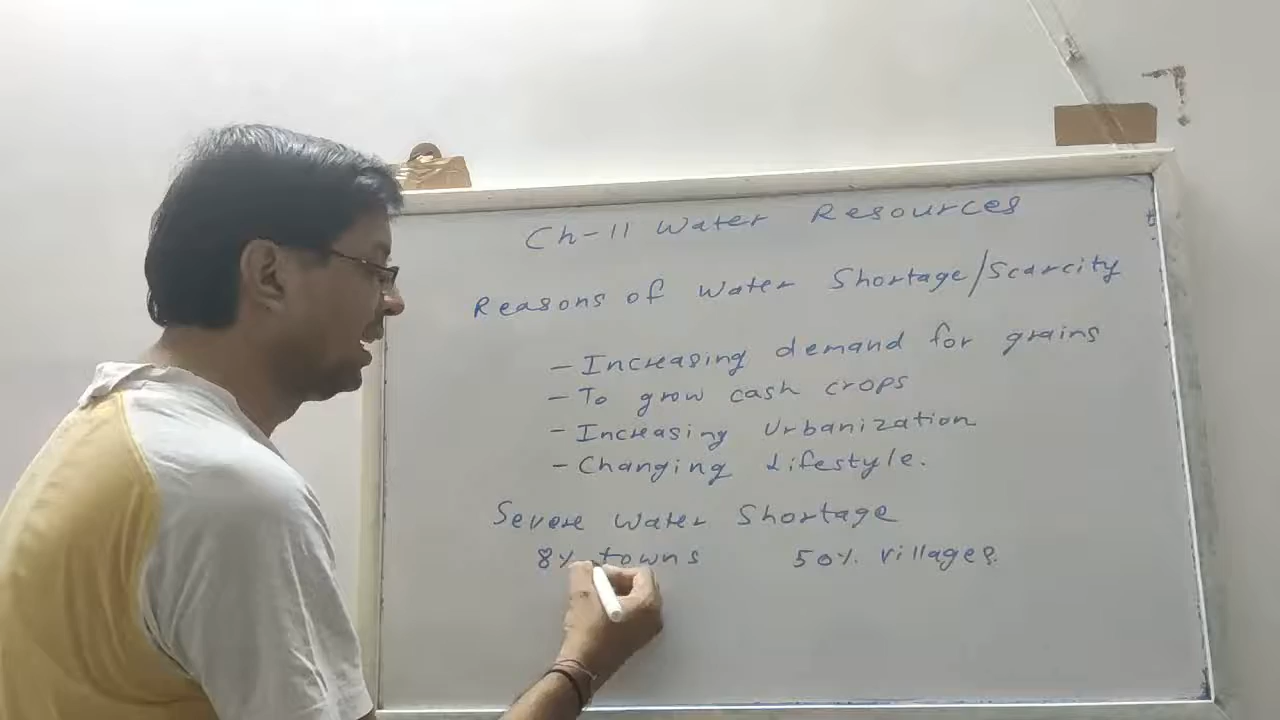 Ch-11 Water Resources
Reasons of Water Shortage/Scarcity
- Increasing demand for grains
- To grow cash crops
- Increasing Urbanization
- Changing Lifestyle.
Severe Water Shortage
8% towns 50% villages.